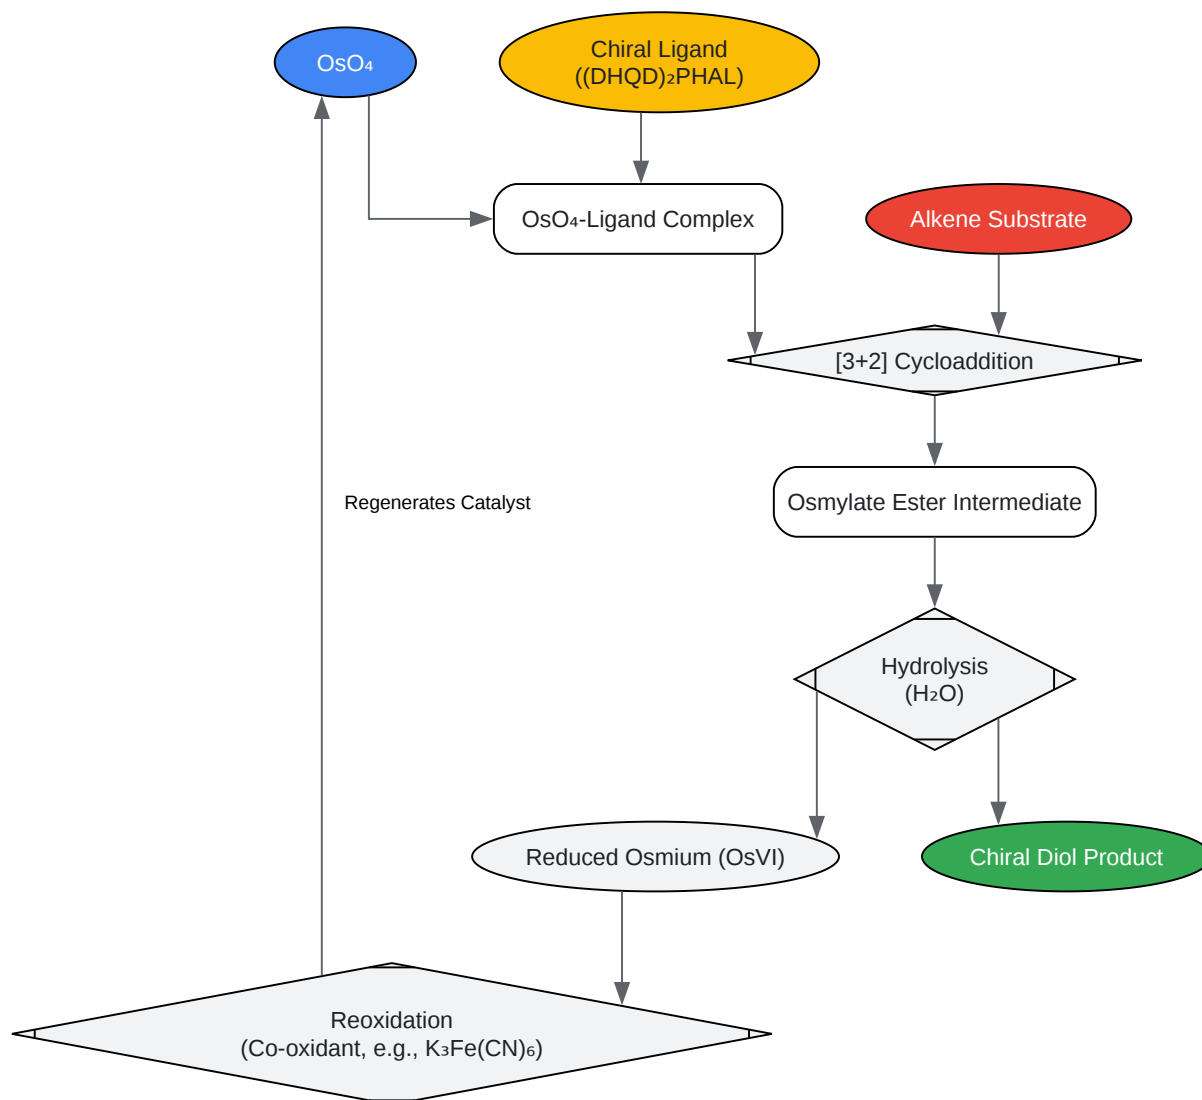 OsO₄
Chiral Ligand
((DHQD)₂PHAL)
OsO₄-Ligand Complex
Alkene Substrate
[3+2] Cycloaddition
Regenerates Catalyst
Osmylate Ester Intermediate
Hydrolysis
(H₂O)
Reduced Osmium (OsVI)
Chiral Diol Product
Reoxidation
(Co-oxidant, e.g., K₃Fe(CN)₆)